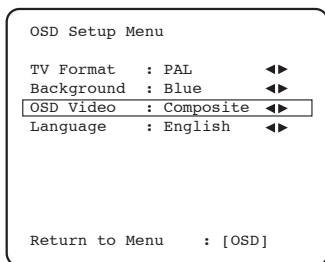 OSD Setup Menu
TV Format : PAL ◄►
Background : Blue ◄►
OSD Video : Composite ◄►
Language : English ◄►
Return to Menu : [OSD]